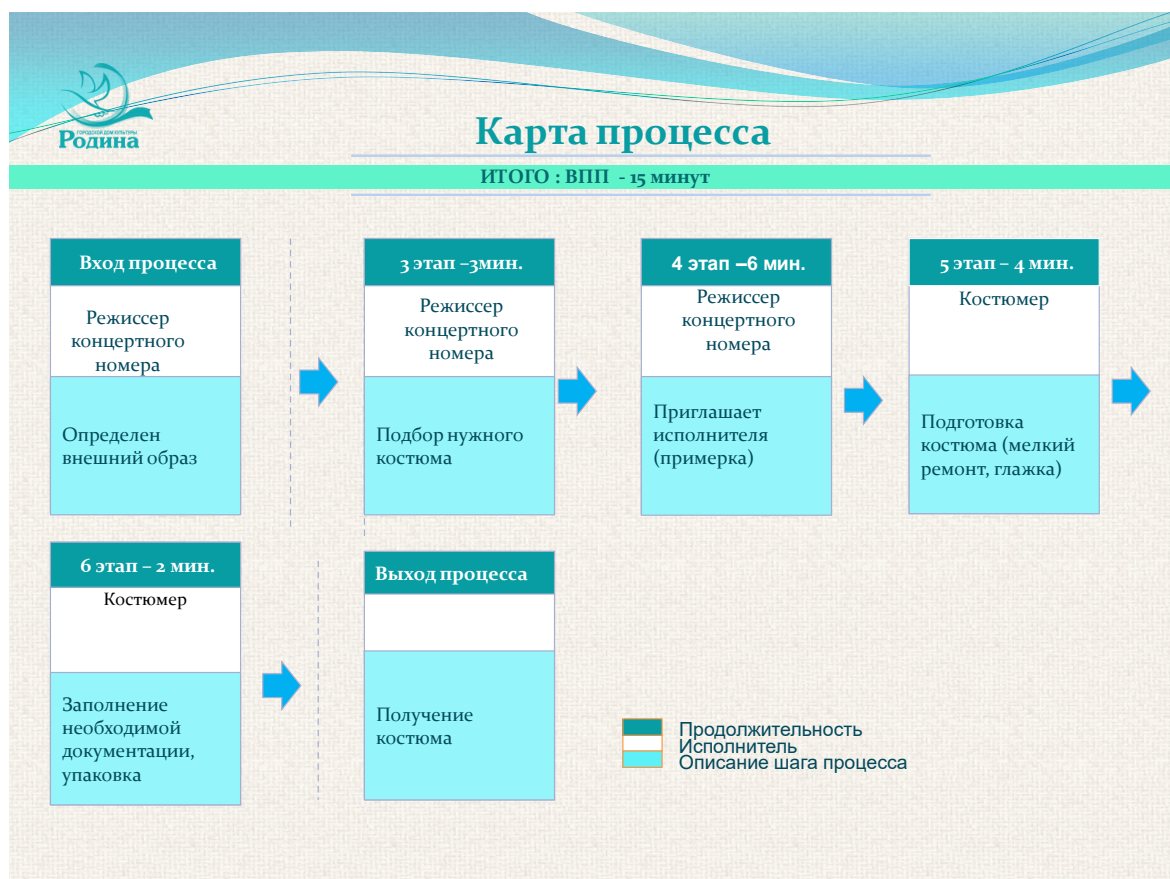 ГОРОДСКОЙ ДОМ КУЛЬТУРЫ
Родина
Карта процесса
ИТОГО : ВПП - 15 минут
Вход процесса
Режиссер
концертного
номера
Определен
внешний образ
3 этап –3мин.
Режиссер
концертного
номера
Подбор нужного
костюма
4 этап –6 мин.
Режиссер
концертного
номера
Приглашает
исполнителя
(примерка)
5 этап – 4 мин.
Костюмер
Подготовка
костюма (мелкий
ремонт, глажка)
6 этап – 2 мин.
Костюмер
Заполнение
необходимой
документации,
упаковка
Выход процесса
Получение
костюма
Продолжительность
Исполнитель
Описание шага процесса